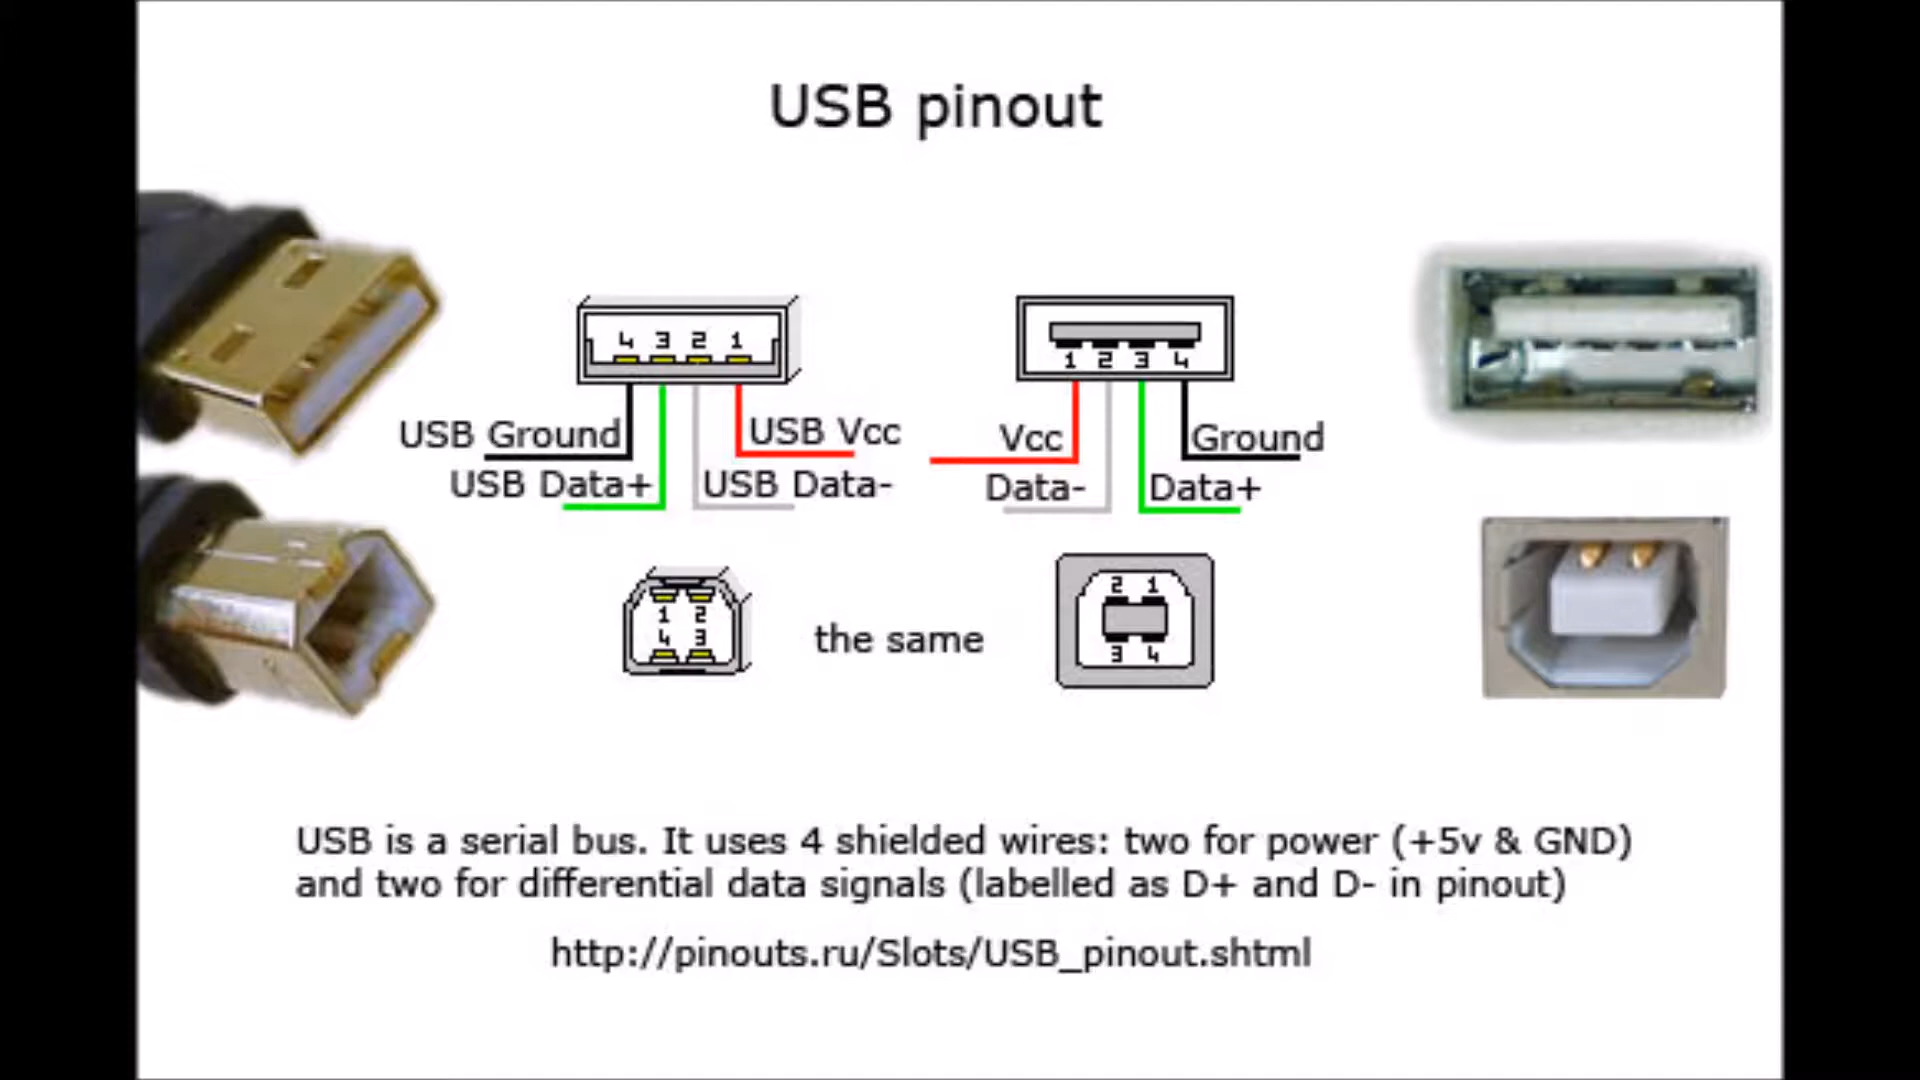 USB pinout
4 3 2 1
1 2 3 4
USB Ground
USB Vcc
Vcc
Ground
USB Data+
USB Data-
Data-
Data+
1 2
4 3
the same
2 1
3 4
USB is a serial bus. It uses 4 shielded wires: two for power (+5v & GND)
and two for differential data signals (labelled as D+ and D- in pinout)
http://pinouts.ru/Slots/USB_pinout.shtml